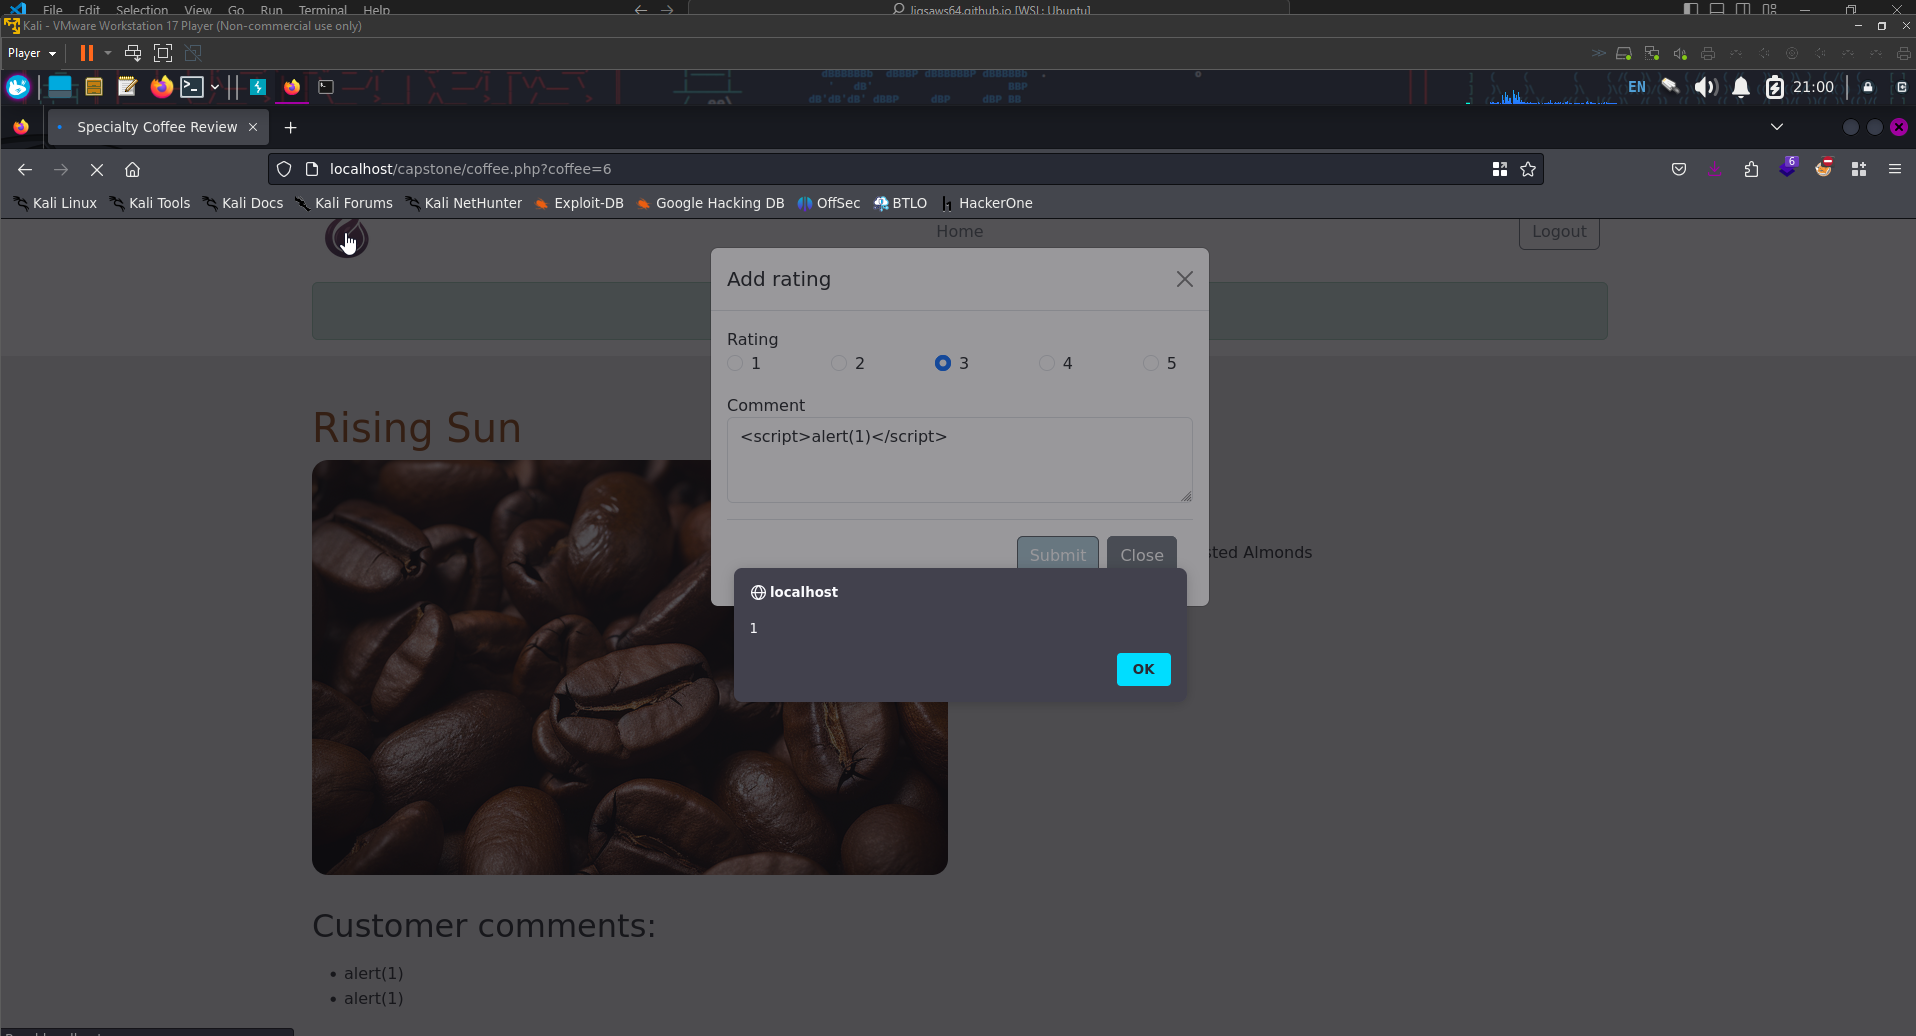 File Edit Selection View Go Run Terminal Help
jigsaws64.github.io [WSL: Ubuntu]
Kali - VMware Workstation 17 Player (Non-commercial use only)
Player
EN
21:00
Specialty Coffee Review
localhost/capstone/coffee.php?coffee=6
6
Kali Linux Kali Tools Kali Docs Kali Forums Kali NetHunter Exploit-DB Google Hacking DB OffSec BTLO HackerOne
Home
Logout
Add rating
Rating
1 2 3 4 5
Comment
<script>alert(1)</script>
Rising Sun
Submit Close
sted Almonds
localhost
1
OK
Customer comments:
alert(1)
alert(1)